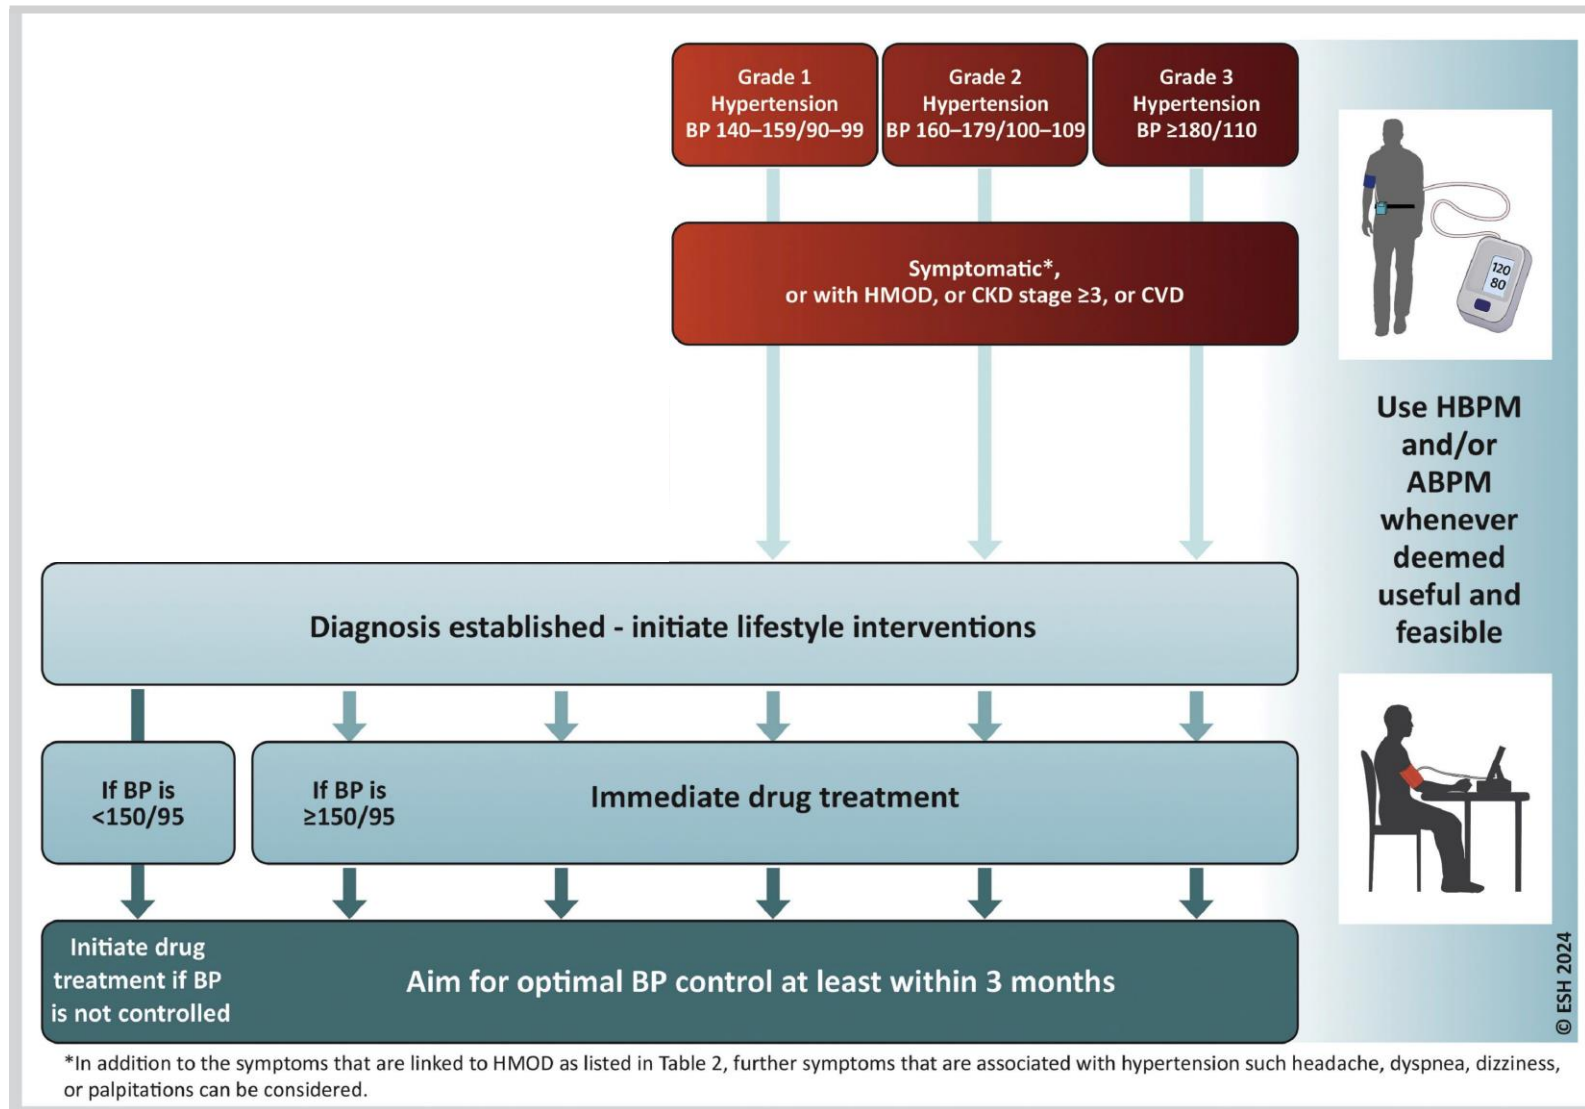 Grade 1
Hypertension
BP 140–159/90–99
Grade 2
Hypertension
BP 160–179/100–109
Grade 3
Hypertension
BP ≥180/110
Symptomatic*,
or with HMOD, or CKD stage ≥3, or CVD
120
80
Use HBPM
and/or
ABPM
whenever
deemed
useful and
feasible
Diagnosis established - initiate lifestyle interventions
If BP is
<150/95
If BP is
≥150/95
Immediate drug treatment
Initiate drug
treatment if BP
is not controlled
Aim for optimal BP control at least within 3 months
© ESH 2024
*In addition to the symptoms that are linked to HMOD as listed in Table 2, further symptoms that are associated with hypertension such headache, dyspnea, dizziness,
or palpitations can be considered.